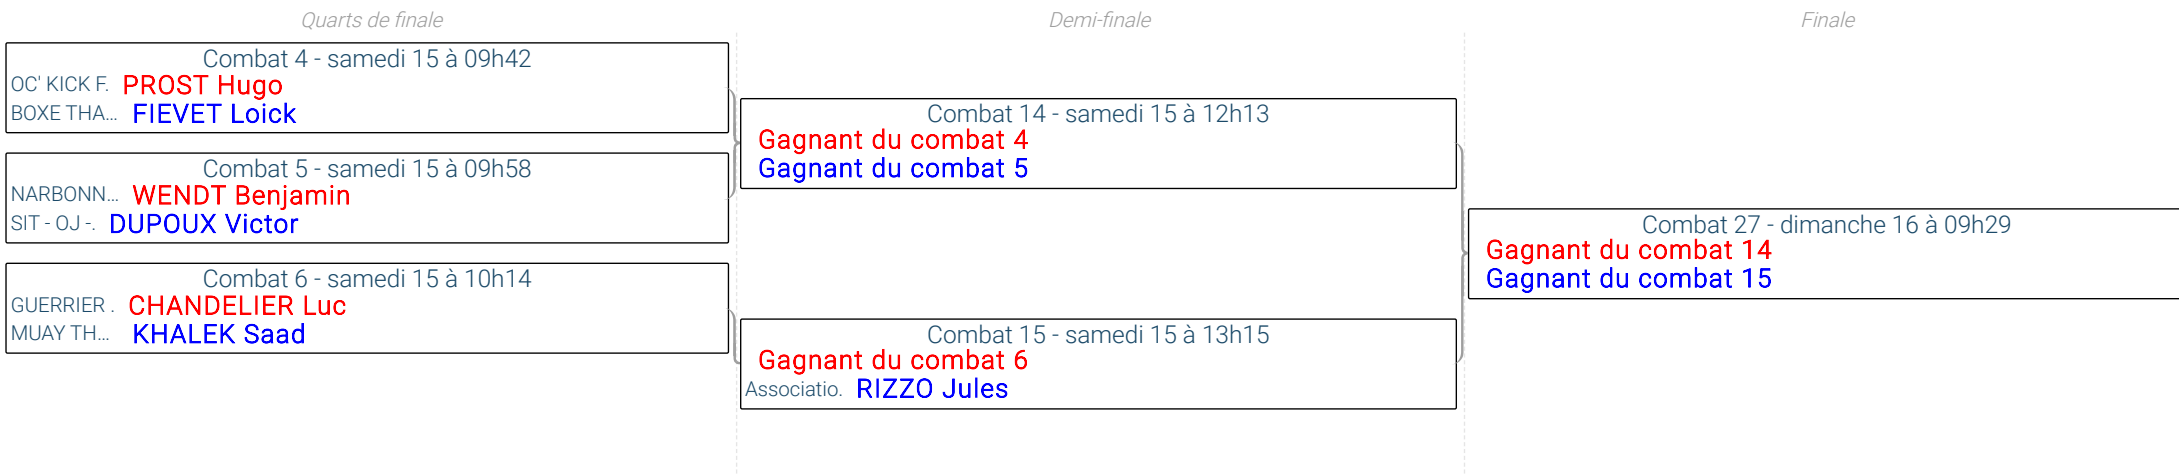 Quarts de finale
Demi-finale
Finale
Combat 4 - samedi 15 à 09h42
OC' KICK F. PROST Hugo
BOXE THA... FIEVET Loick
Combat 5 - samedi 15 à 09h58
NARBONN... WENDT Benjamin
SIT - OJ -. DUPOUX Victor
Combat 6 - samedi 15 à 10h14
GUERRIER . CHANDELIER Luc
MUAY TH... KHALEK Saad
Combat 14 - samedi 15 à 12h13
Gagnant du combat 4
Gagnant du combat 5
Combat 15 - samedi 15 à 13h15
Gagnant du combat 6
Associatio. RIZZO Jules
Combat 27 - dimanche 16 à 09h29
Gagnant du combat 14
Gagnant du combat 15